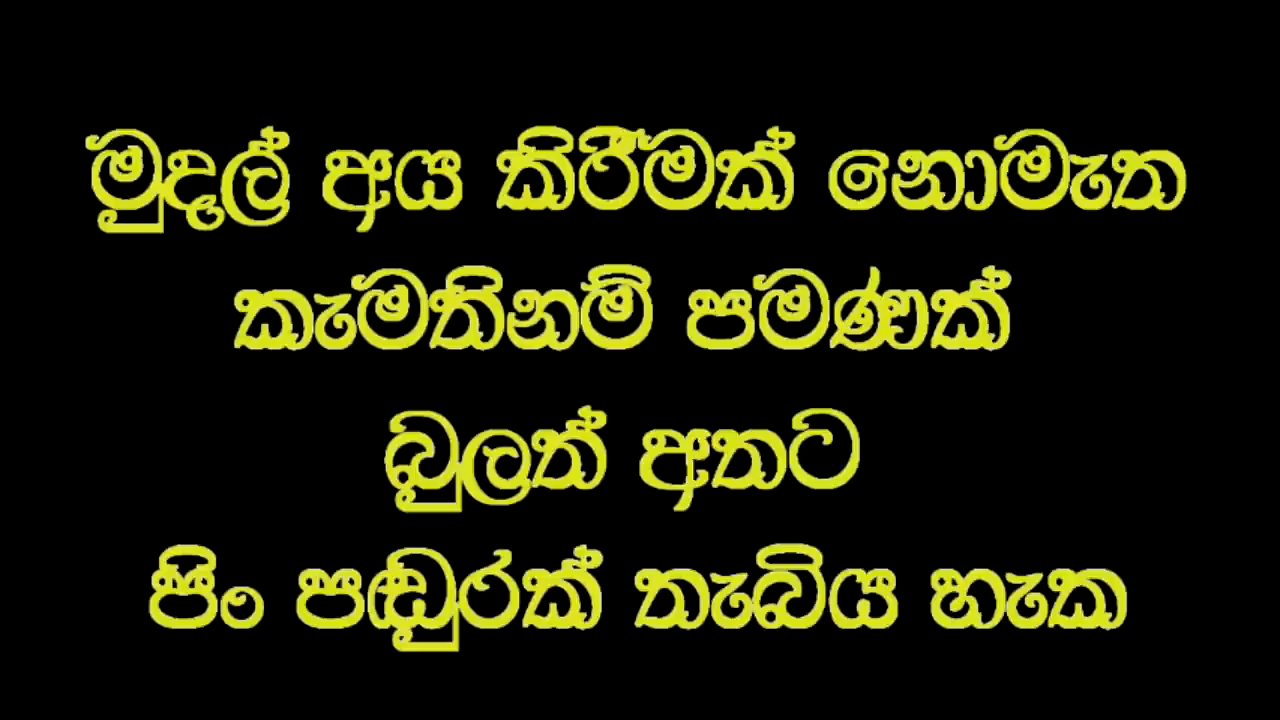 මුදල් අය කිරීමක් නොමැත
කැමතිනම් පමණක්
බුලත් අතට
පිං පඬුරක් තැබිය හැක